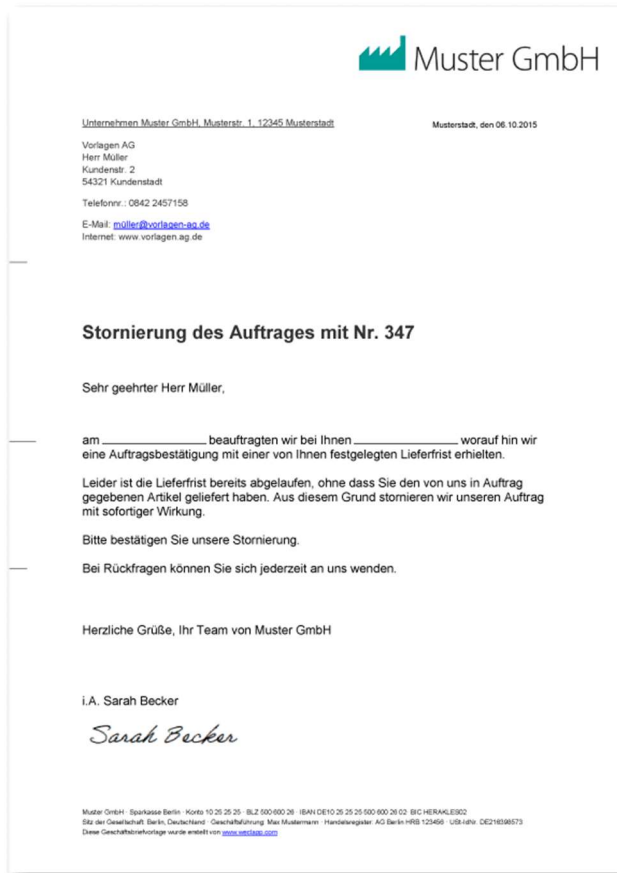 Muster GmbH
Unternehmen Muster GmbH, Musterstr. 1, 12345 Musterstadt
Musterstadt, den 06.10.2015
Vorlagen AG
Herr Müller
Kundenstr. 2
54321 Kundenstadt
Telefonnr.: 0842 2457158
E-Mail: müller@vorlagen-ag.de
Internet: www.vorlagen.ag.de
Stornierung des Auftrages mit Nr. 347
Sehr geehrter Herr Müller,
am ________________ beauftragten wir bei Ihnen ________________ worauf hin wir
eine Auftragsbestätigung mit einer von Ihnen festgelegten Lieferfrist erhielten.
Leider ist die Lieferfrist bereits abgelaufen, ohne dass Sie den von uns in Auftrag
gegebenen Artikel geliefert haben. Aus diesem Grund stornieren wir unseren Auftrag
mit sofortiger Wirkung.
Bitte bestätigen Sie unsere Stornierung.
Bei Rückfragen können Sie sich jederzeit an uns wenden.
Herzliche Grüße, Ihr Team von Muster GmbH
i.A. Sarah Becker
Sarah Becker
Muster GmbH · Sparkasse Berlin · Konto 10 25 25 25 · BLZ 500 600 26 · IBAN DE10 25 25 25 500 600 26 02 · BIC HERAKLES02
Sitz der Gesellschaft: Berlin, Deutschland · Geschäftsführung: Max Mustermann · Handelsregister: AG Berlin HRB 123456 · USt-IdNr. DE216398573
Diese Geschäftsbriefvorlage wurde erstellt von www.weclapp.com